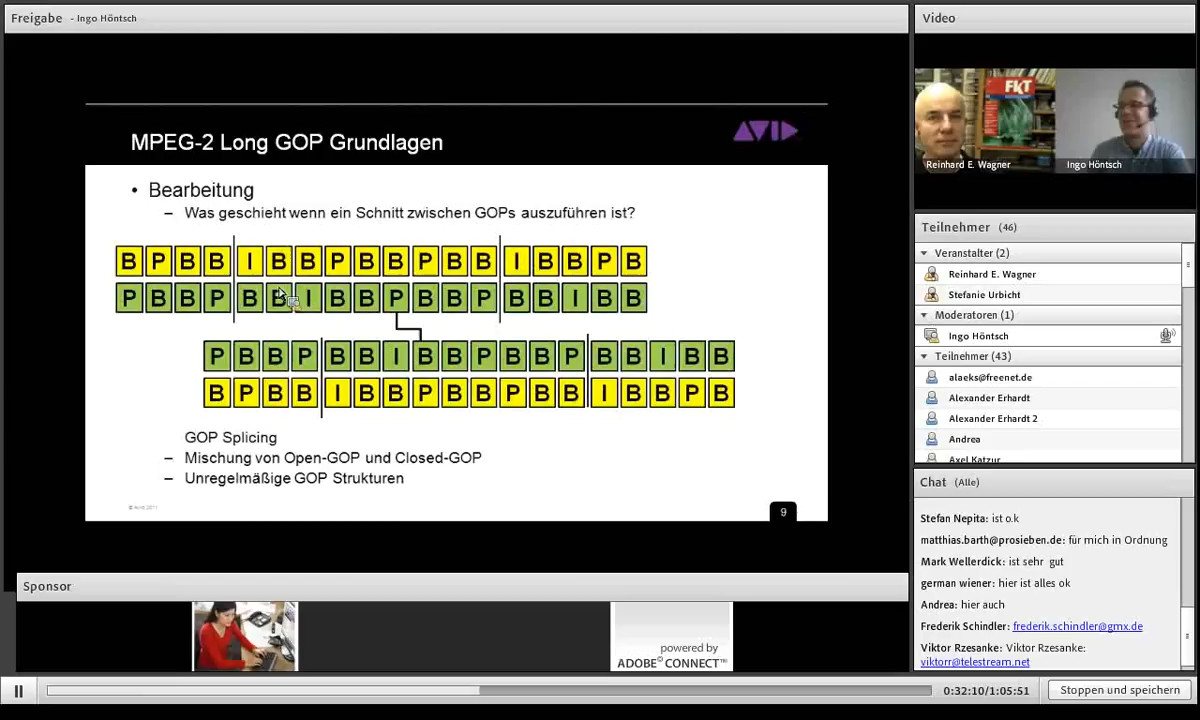 Freigabe - Ingo Höntsch
MPEG-2 Long GOP Grundlagen
AVID
• Bearbeitung
– Was geschieht wenn ein Schnitt zwischen GOPs auszuführen ist?
B P B B I B B P B B P B B I B B P B
P B B P B B I B B P B B P B B I B B
P B B P B B I B B P B B P B B I B B
B P B B I B B P B B P B B I B B P B
GOP Splicing
– Mischung von Open-GOP und Closed-GOP
– Unregelmäßige GOP Strukturen
© Avid 2011
9
Sponsor
powered by
ADOBE® CONNECT™
Video
FKT
Reinhard E. Wagner
Ingo Höntsch
Teilnehmer (46)
Veranstalter (2)
Reinhard E. Wagner
Stefanie Urbicht
Moderatoren (1)
Ingo Höntsch
Teilnehmer (43)
alaeks@freenet.de
Alexander Erhardt
Alexander Erhardt 2
Andrea
Axel Katzur
Chat (Alle)
Stefan Nepita: ist o.k
matthias.barth@prosieben.de: für mich in Ordnung
Mark Wellerdick: ist sehr gut
german wiener: hier ist alles ok
Andrea: hier auch
Frederik Schindler: frederik.schindler@gmx.de
Viktor Rzesanke: Viktor Rzesanke:
viktorr@telestream.net
0:32:10/1:05:51
Stoppen und speichern